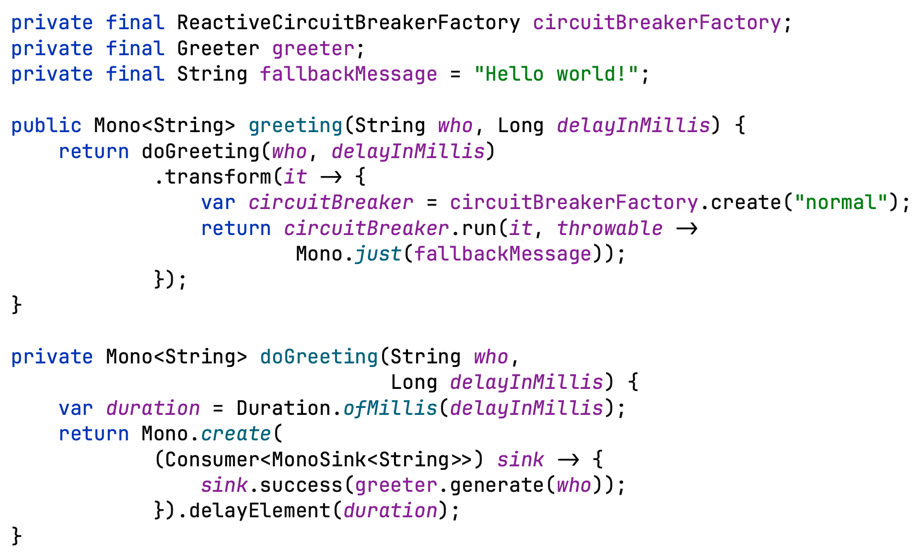 private final ReactiveCircuitBreakerFactory circuitBreakerFactory;
private final Greeter greeter;
private final String fallbackMessage = "Hello world!";

public Mono<String> greeting(String who, Long delayInMillis) {
    return doGreeting(who, delayInMillis)
            .transform(it -> {
                var circuitBreaker = circuitBreakerFactory.create("normal");
                return circuitBreaker.run(it, throwable ->
                        Mono.just(fallbackMessage));
            });
}

private Mono<String> doGreeting(String who,
                                Long delayInMillis) {
    var duration = Duration.ofMillis(delayInMillis);
    return Mono.create(
            (Consumer<MonoSink<String>>) sink -> {
                sink.success(greeter.generate(who));
            }).delayElement(duration);
}